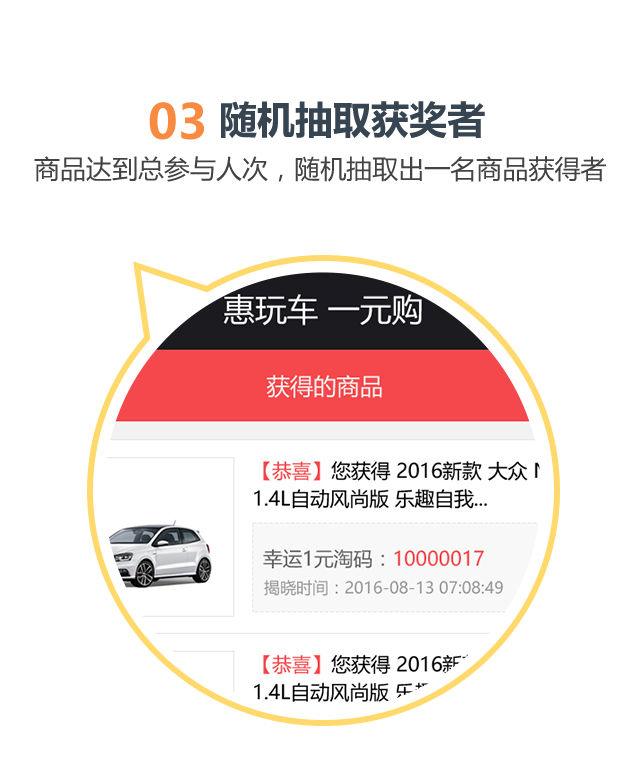 03 随机抽取获奖者
商品达到总参与人次，随机抽取出一名商品获得者
惠玩车 一元购
获得的商品
【恭喜】您获得 2016新款 大众
1.4L自动风尚版 乐趣自我...
幸运1元淘码：10000017
揭晓时间：2016-08-13 07:08:49
【恭喜】您获得 2016新
1.4L自动风尚版